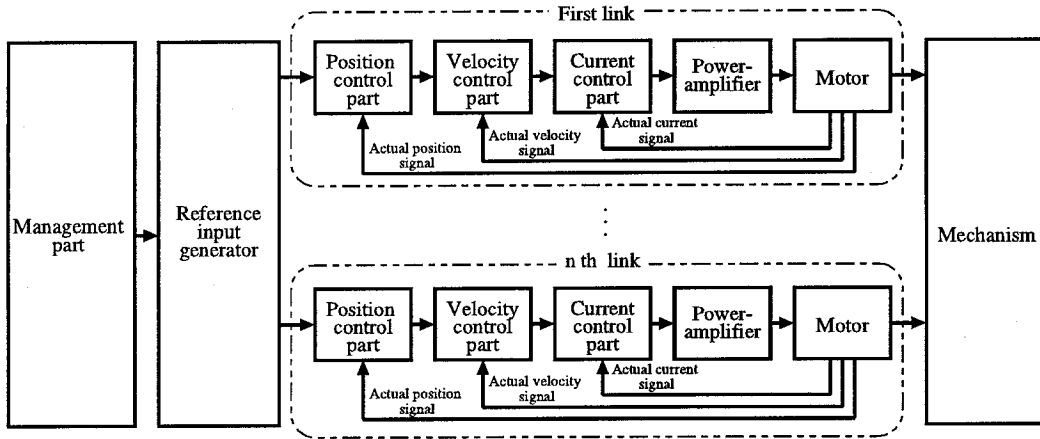 First link
Management
part
Reference
input
generator
Position
control
part
Velocity
control
part
Current
control
part
Power-
amplifier
Motor
Actual position
signal
Actual velocity
signal
Actual current
signal
Mechanism
n th link
Position
control
part
Velocity
control
part
Current
control
part
Power-
amplifier
Motor
Actual position
signal
Actual velocity
signal
Actual current
signal